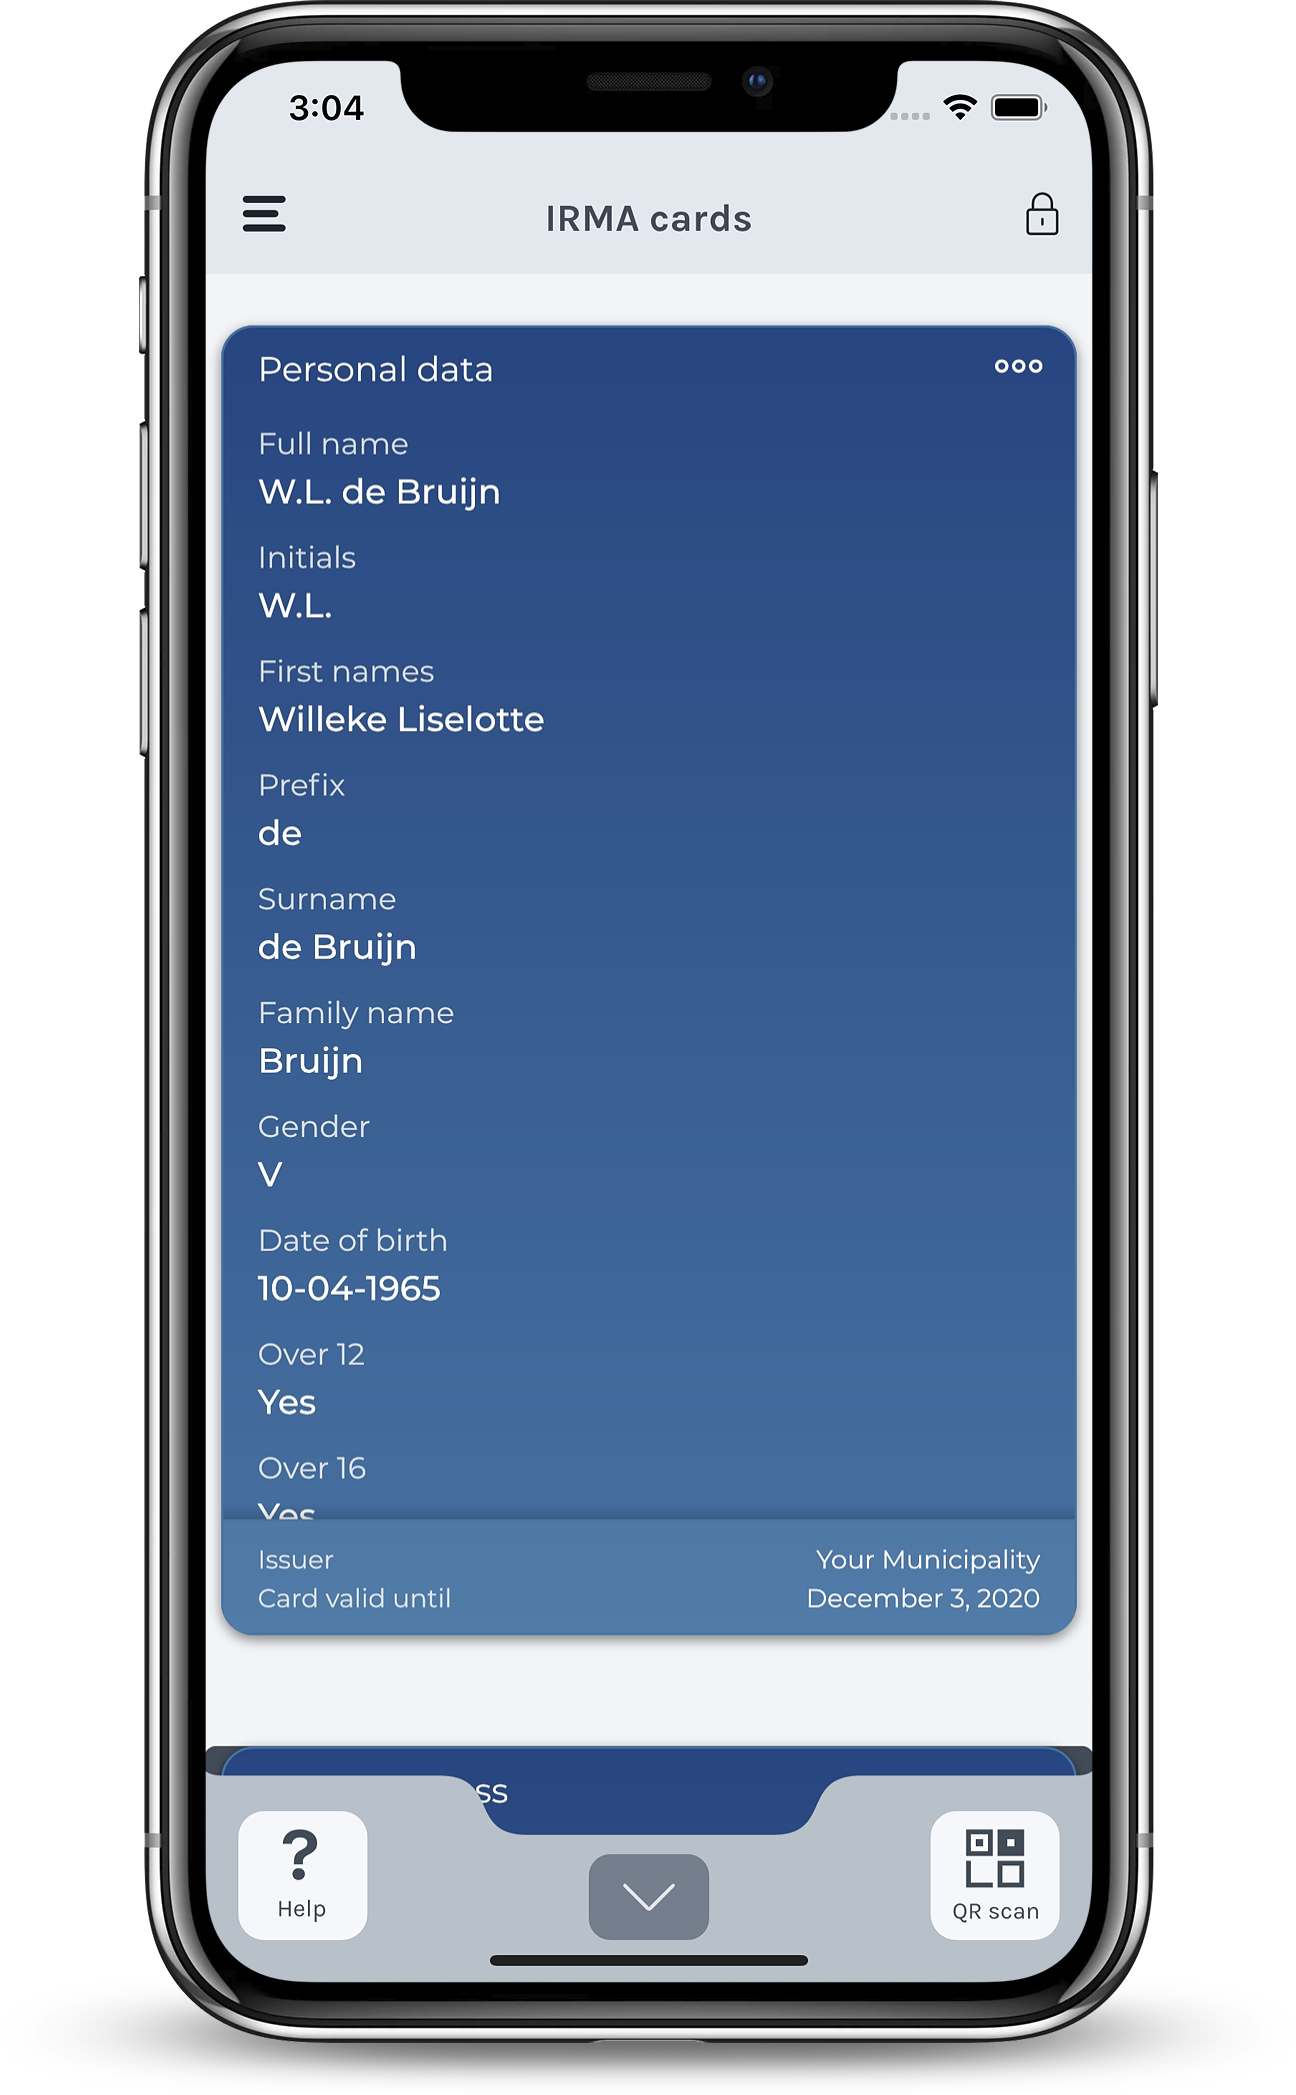 3:04
IRMA cards
Personal data
Full name
W.L. de Bruijn
Initials
W.L.
First names
Willeke Liselotte
Prefix
de
Surname
de Bruijn
Family name
Bruijn
Gender
V
Date of birth
10-04-1965
Over 12
Yes
Over 16
Yes
Issuer Your Municipality
Card valid until December 3, 2020
ss
? Help
QR scan